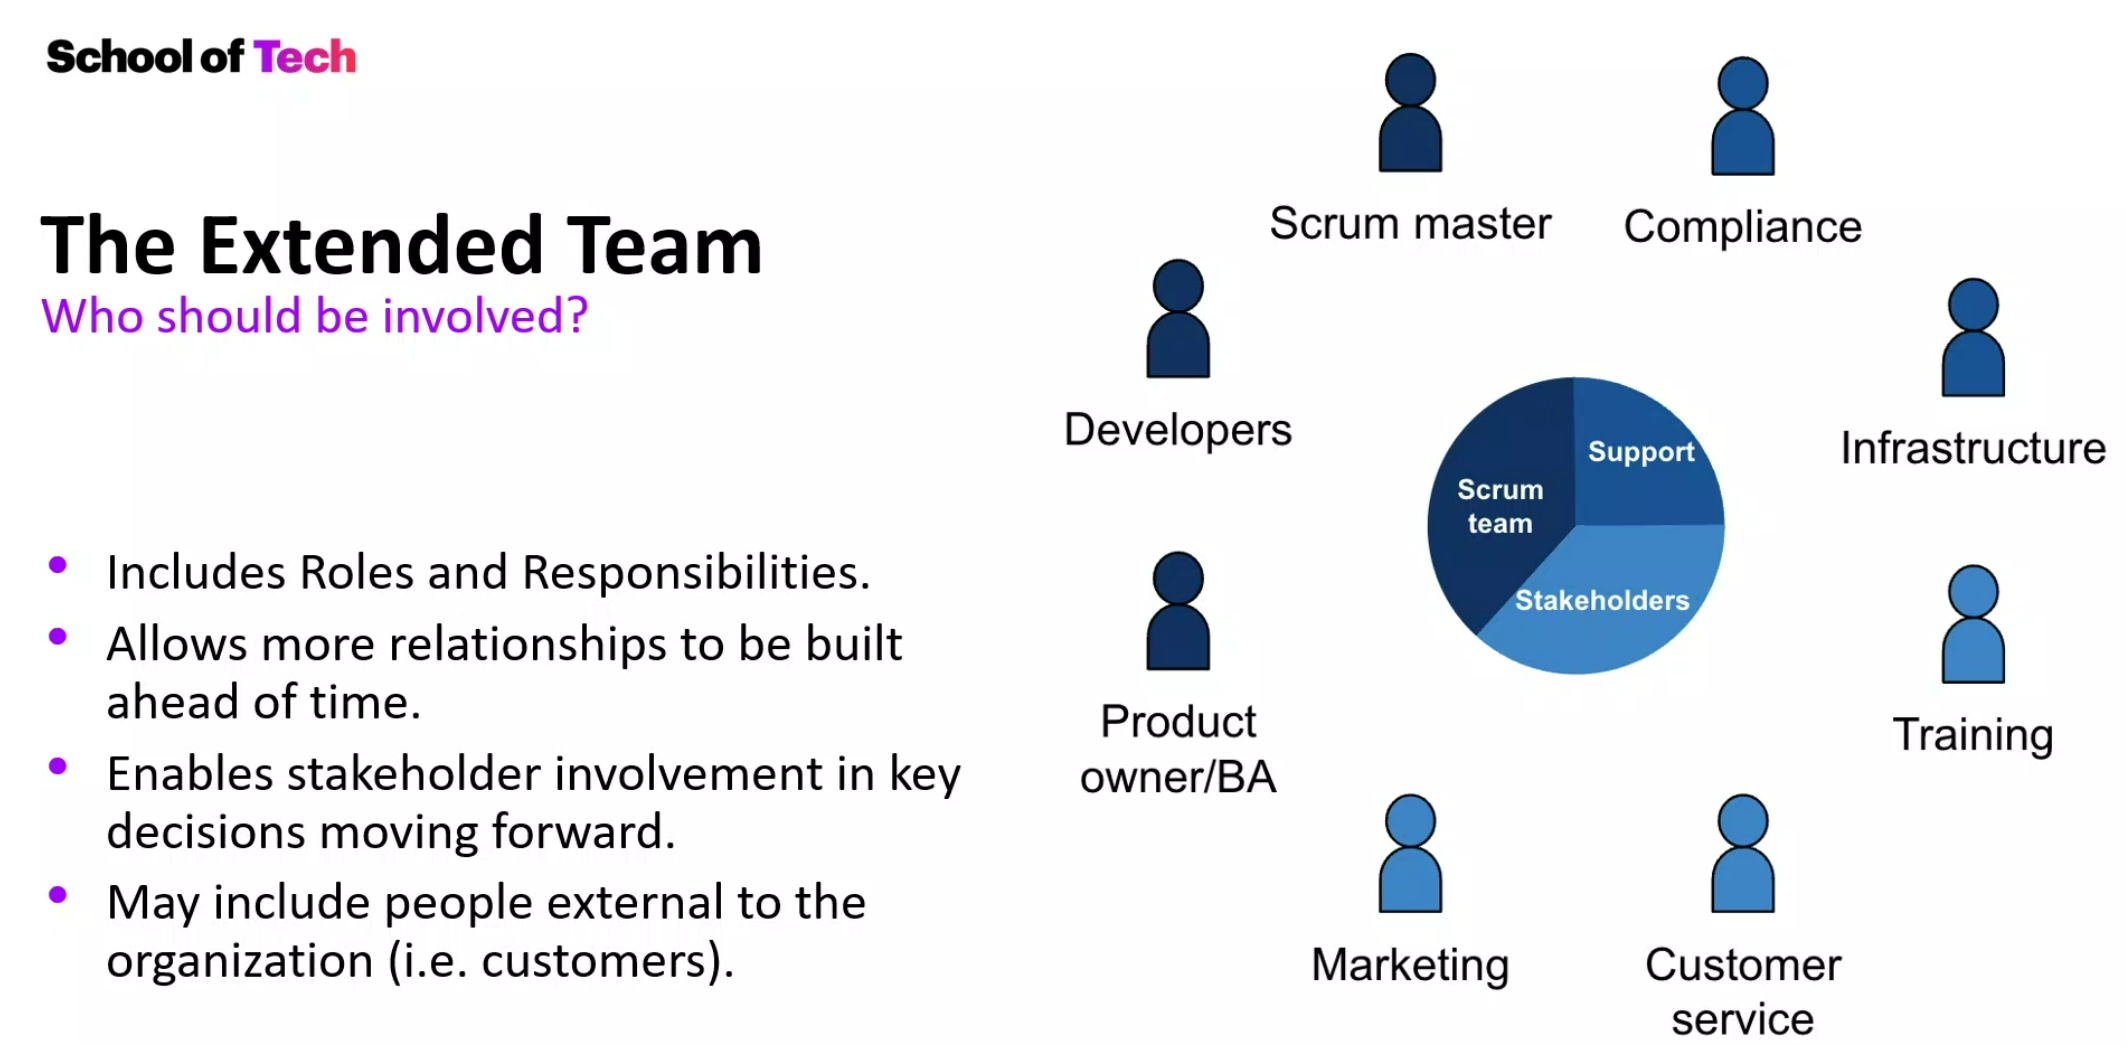 School of Tech
The Extended Team
Who should be involved?
• Includes Roles and Responsibilities.
• Allows more relationships to be built
ahead of time.
• Enables stakeholder involvement in key
decisions moving forward.
• May include people external to the
organization (i.e. customers).
Scrum master
Compliance
Developers
Infrastructure
Support
Scrum
team
Stakeholders
Product
owner/BA
Training
Marketing
Customer
service